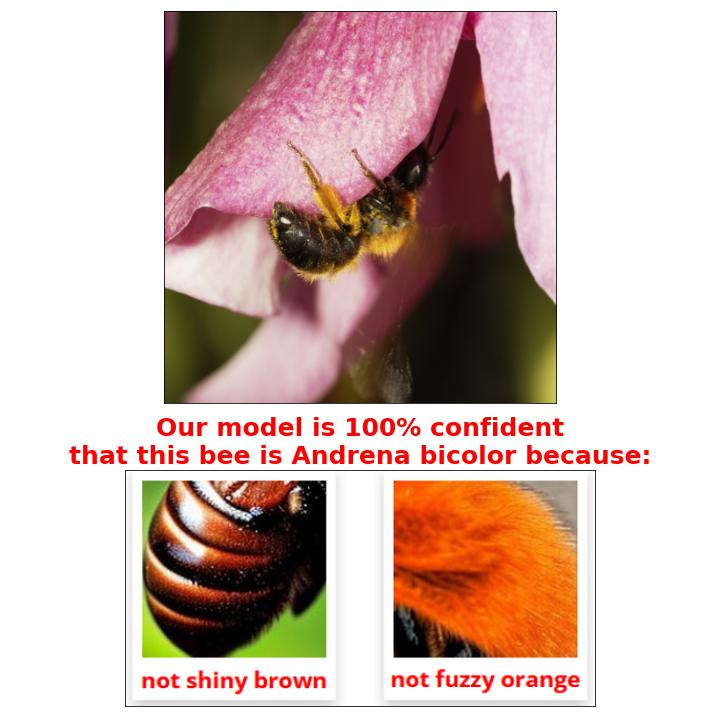 Our model is 100% confident
that this bee is Andrena bicolor because:
not shiny brown
not fuzzy orange